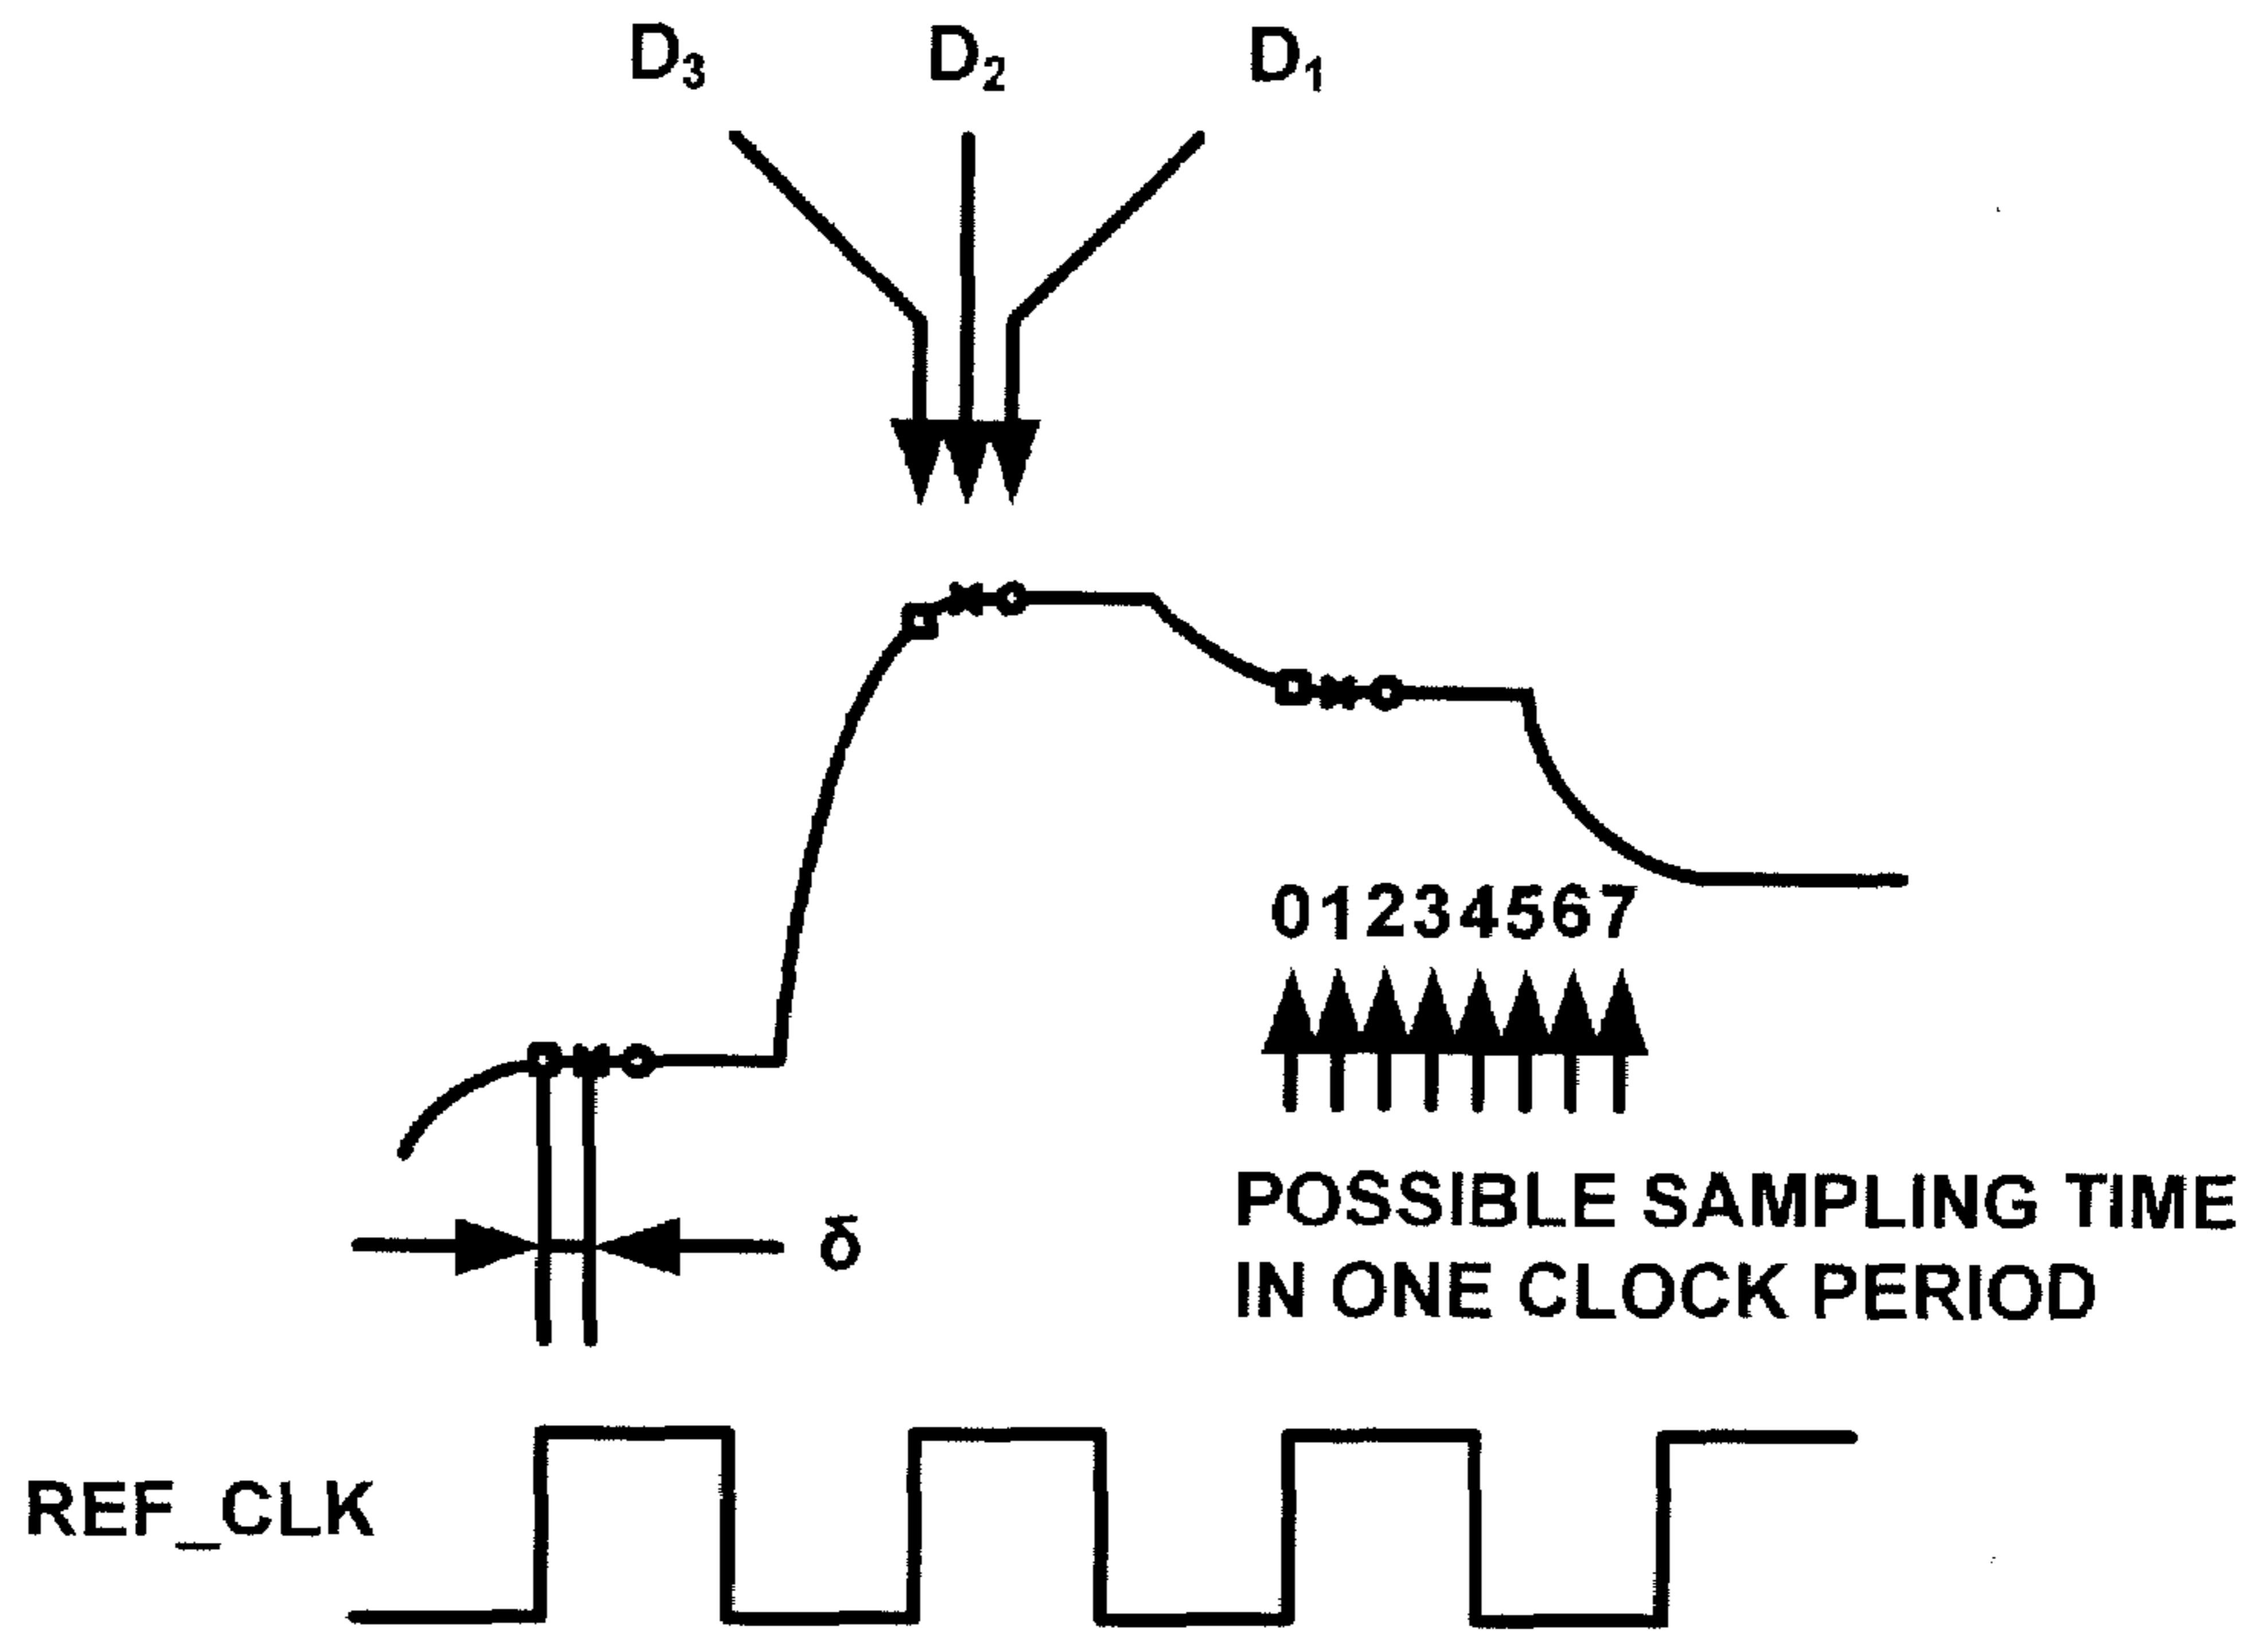 D3 D2 D1
01234567
POSSIBLE SAMPLING TIME
IN ONE CLOCK PERIOD
δ
REF_CLK